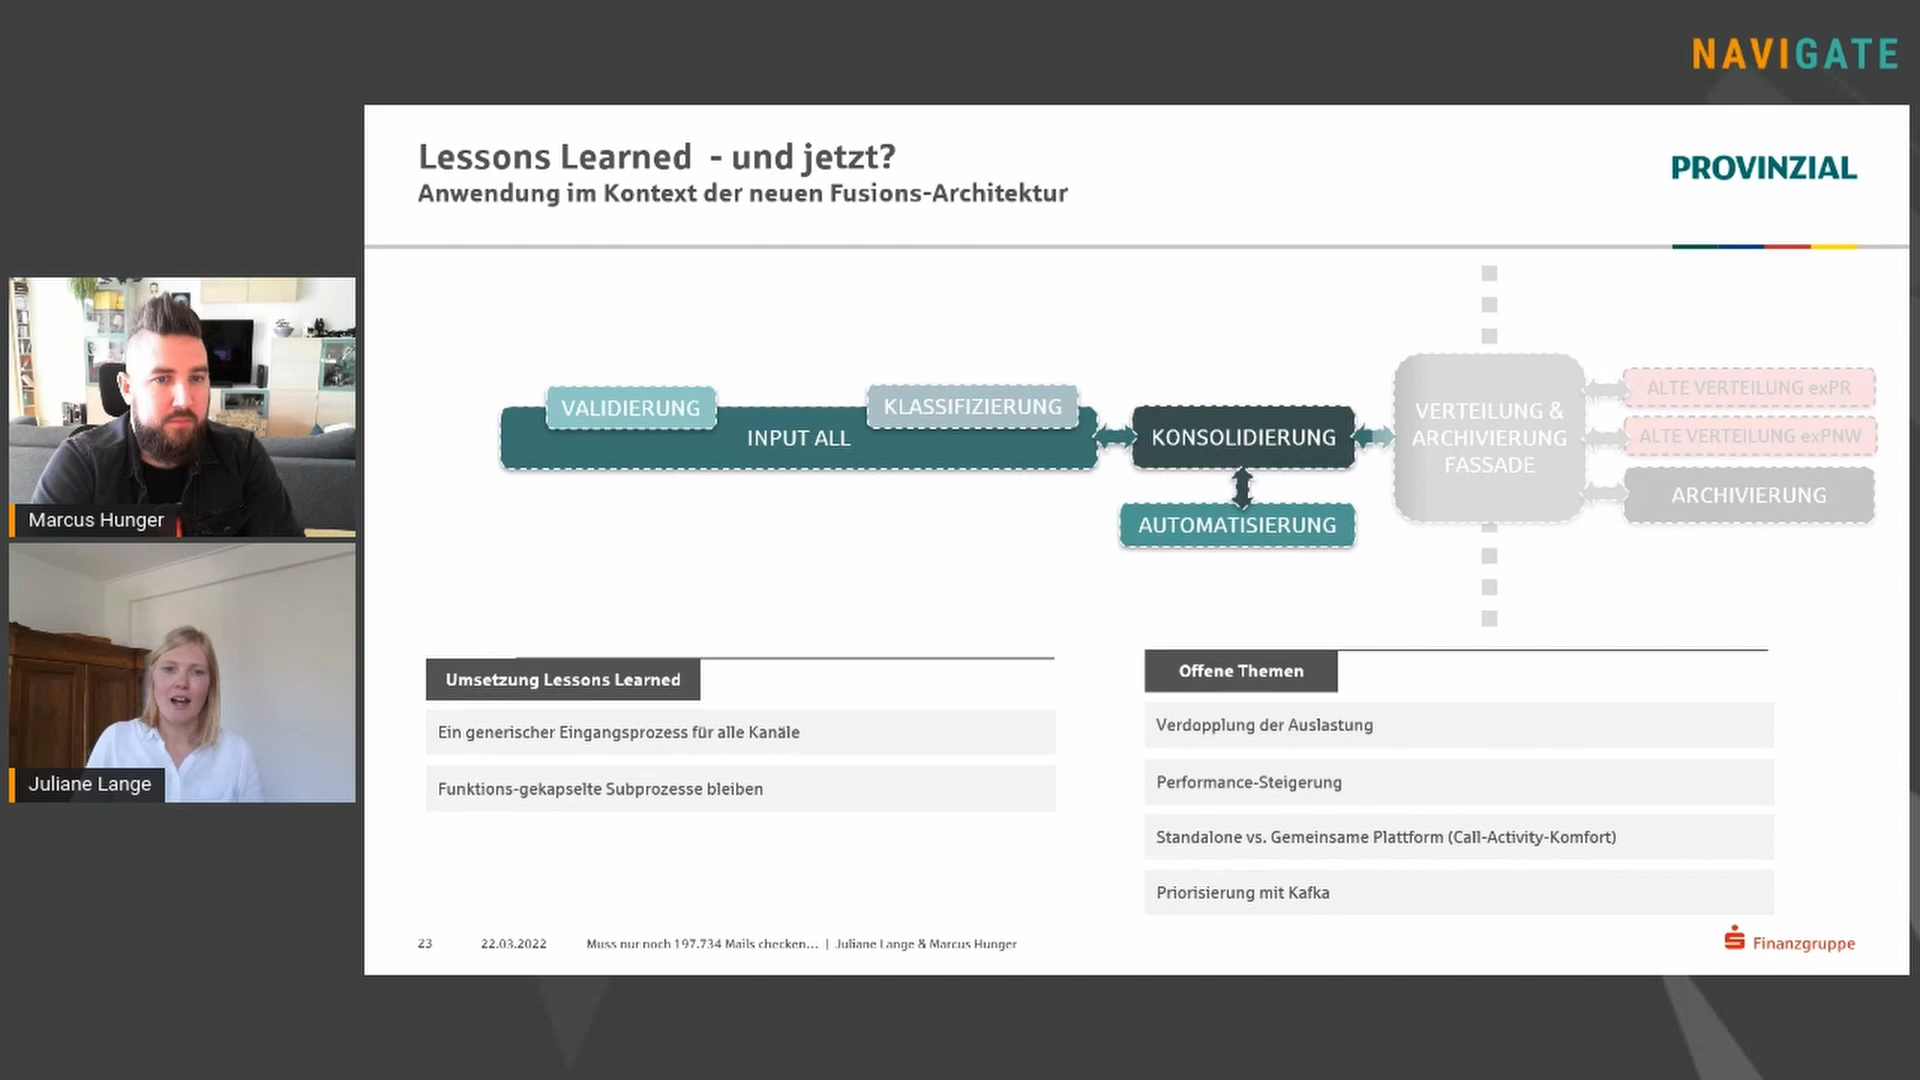 NAVIGATE
Lessons Learned - und jetzt?
Anwendung im Kontext der neuen Fusions-Architektur
PROVINZIAL
VALIDIERUNG
KLASSIFIZIERUNG
INPUT ALL
KONSOLIDIERUNG
AUTOMATISIERUNG
VERTEILUNG &
ARCHIVIERUNG
FASSADE
ALTE VERTEILUNG exPR
ALTE VERTEILUNG exPNW
ARCHIVIERUNG
Marcus Hunger
Juliane Lange
Umsetzung Lessons Learned
Ein generischer Eingangsprozess für alle Kanäle
Funktions-gekapselte Subprozesse bleiben
Offene Themen
Verdopplung der Auslastung
Performance-Steigerung
Standalone vs. Gemeinsame Plattform (Call-Activity-Komfort)
Priorisierung mit Kafka
23 22.03.2022 Muss nur noch 197.734 Mails checken... | Juliane Lange & Marcus Hunger
Finanzgruppe